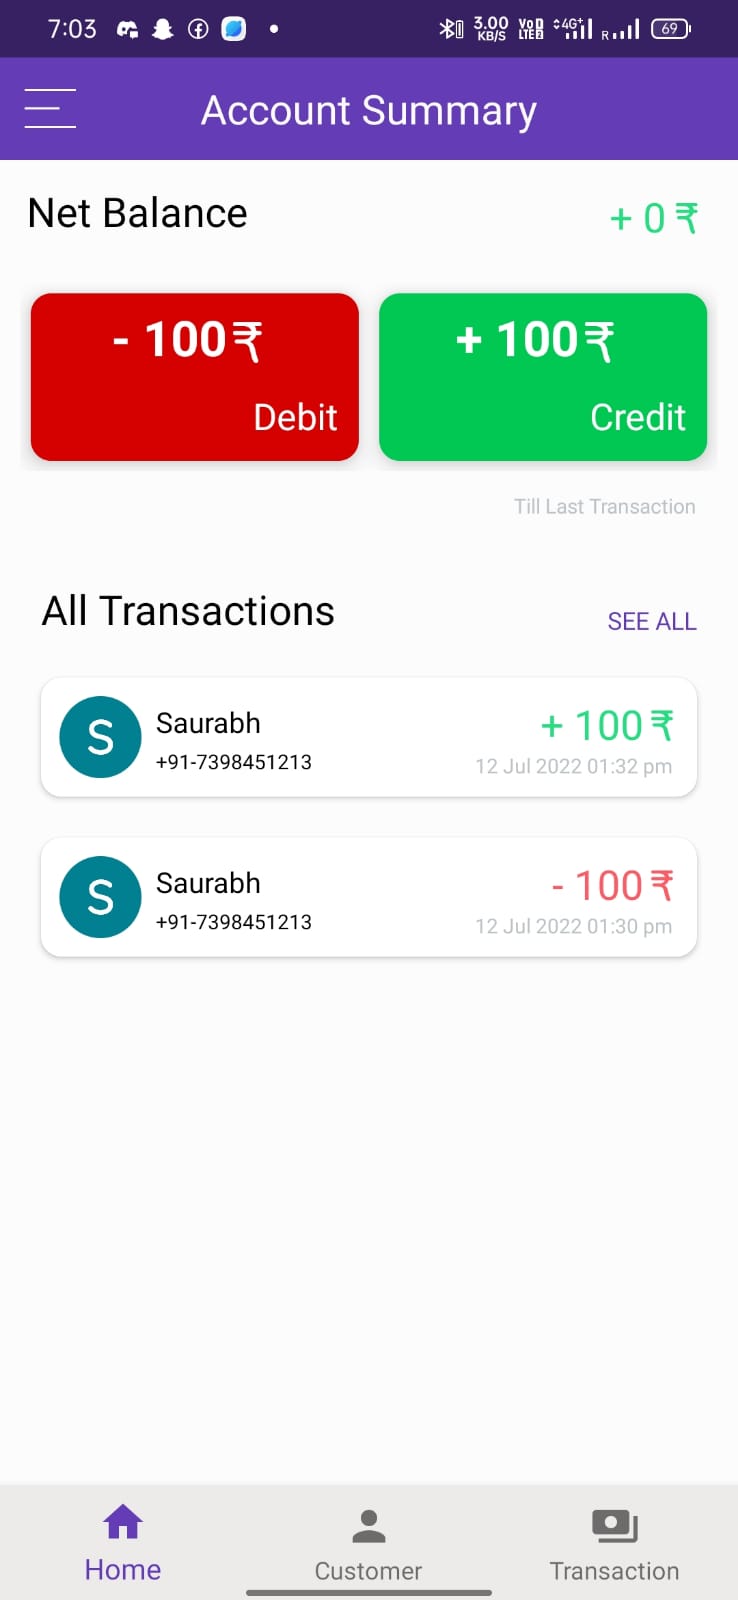 7:03 3.00 KB/S Vo LTE 2 4G+ R 69
Account Summary
Net Balance + 0 ₹
- 100 ₹ + 100 ₹
Debit Credit
Till Last Transaction
All Transactions SEE ALL
S Saurabh + 100 ₹
+91-7398451213 12 Jul 2022 01:32 pm
S Saurabh - 100 ₹
+91-7398451213 12 Jul 2022 01:30 pm
Home Customer Transaction